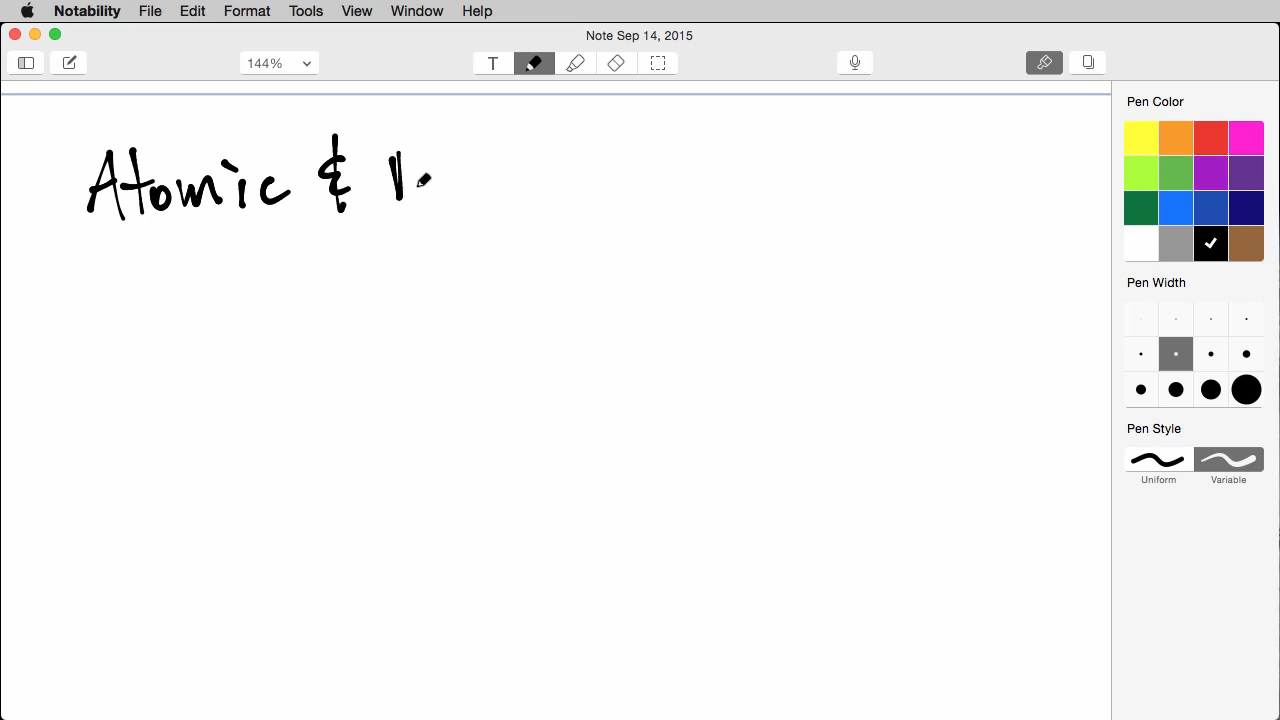 Notability File Edit Format Tools View Window Help
Note Sep 14, 2015
144% T
Pen Color
Atomic &
Pen Width
Pen Style
Uniform Variable